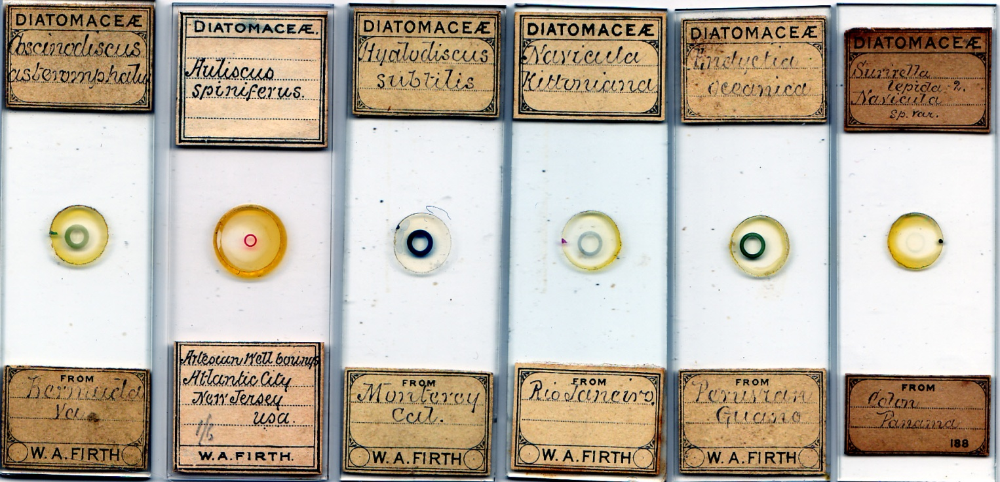 DIATOMACEÆ
Coscinodiscus
asteromphalu
FROM
Bermuda
Va.
W. A. FIRTH
DIATOMACEÆ.
Auliscus
spiniferus.
Artesian Well borings
Atlantic City
New Jersey
usa.
1/6
W. A. FIRTH.
DIATOMACEÆ
Hyalodiscus
subtilis
FROM
Monterey
Cal.
W. A. FIRTH
DIATOMACEÆ
Navicula
Kittoniana
FROM
Rio Janeiro,
W. A. FIRTH
DIATOMACEÆ
Endyctia
oceanica
FROM
Peruvian
Guano
W. A. FIRTH
DIATOMACEÆ
Surirella
lepida-2.
Navicula
sp. var.
FROM
Colon
Panama
188